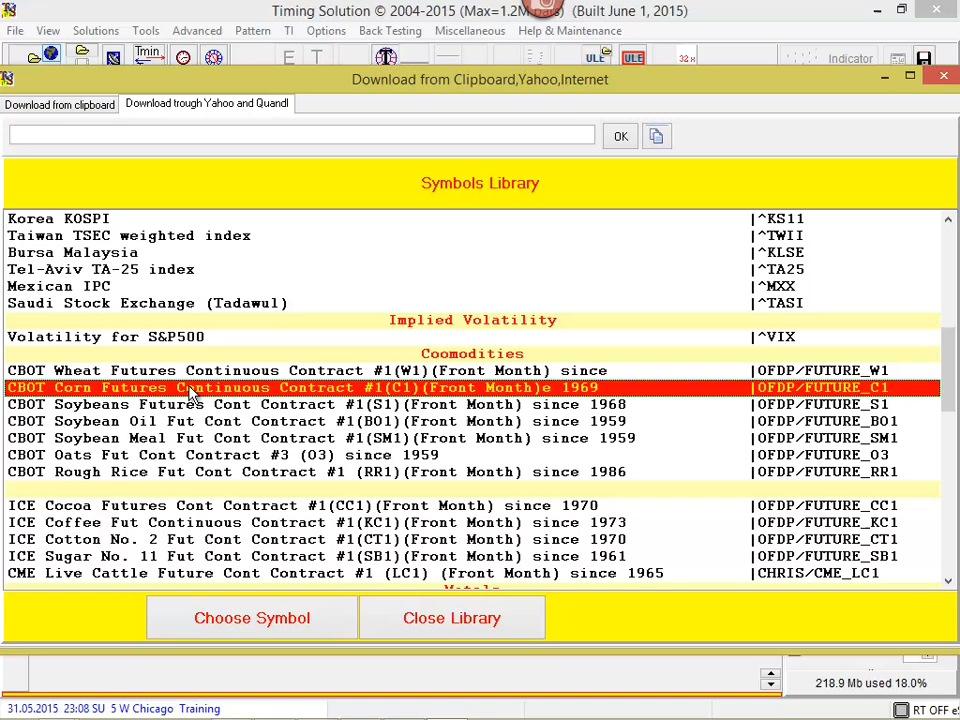 Timing Solution © 2004-2015 (Max=1.2M pars) (Built June 1, 2015)
File View Solutions Tools Advanced Pattern TI Options Back Testing Miscellaneous Help & Maintenance
Tmin E T ULE ULE 32x Indicator
Download from Clipboard,Yahoo,Internet
Download from clipboard Download trough Yahoo and Quandl
OK
Symbols Library
Korea KOSPI |^KS11
Taiwan TSEC weighted index |^TWII
Bursa Malaysia |^KLSE
Tel-Aviv TA-25 index |^TA25
Mexican IPC |^MXX
Saudi Stock Exchange (Tadawul) |^TASI
Implied Volatility
Volatility for S&P500 |^VIX
Coomodities
CBOT Wheat Futures Continuous Contract #1(W1)(Front Month) since |OFDP/FUTURE_W1
CBOT Corn Futures Continuous Contract #1(C1)(Front Month)e 1969 |OFDP/FUTURE_C1
CBOT Soybeans Futures Cont Contract #1(S1)(Front Month) since 1968 |OFDP/FUTURE_S1
CBOT Soybean Oil Fut Cont Contract #1(BO1)(Front Month) since 1959 |OFDP/FUTURE_BO1
CBOT Soybean Meal Fut Cont Contract #1(SM1)(Front Month) since 1959 |OFDP/FUTURE_SM1
CBOT Oats Fut Cont Contract #3 (O3) since 1959 |OFDP/FUTURE_O3
CBOT Rough Rice Fut Cont Contract #1 (RR1)(Front Month) since 1986 |OFDP/FUTURE_RR1
ICE Cocoa Futures Cont Contract #1(CC1)(Front Month) since 1970 |OFDP/FUTURE_CC1
ICE Coffee Fut Continuous Contract #1(KC1)(Front Month) since 1973 |OFDP/FUTURE_KC1
ICE Cotton No. 2 Fut Cont Contract #1(CT1)(Front Month) since 1970 |OFDP/FUTURE_CT1
ICE Sugar No. 11 Fut Cont Contract #1(SB1)(Front Month) since 1961 |OFDP/FUTURE_SB1
CME Live Cattle Future Cont Contract #1 (LC1) (Front Month) since 1965 |CHRIS/CME_LC1
Metals
Choose Symbol Close Library
218.9 Mb used 18.0%
31.05.2015 23:08 SU 5 W Chicago Training RT OFF eS